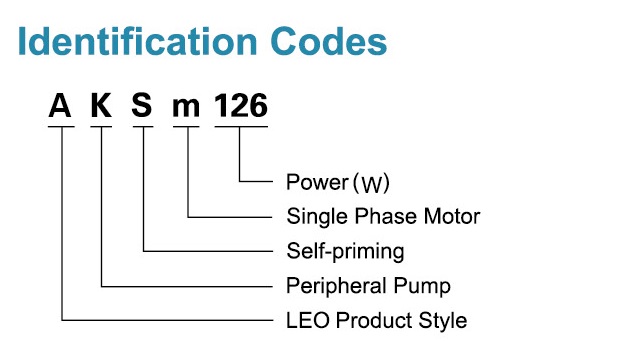 Identification Codes
A K S m 126
Power(W)
Single Phase Motor
Self-priming
Peripheral Pump
LEO Product Style